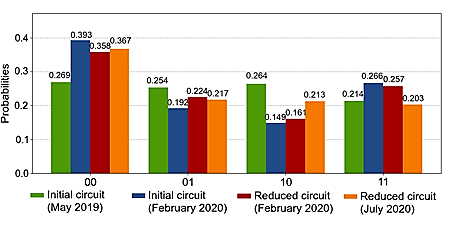 0.4
0.3
0.2
0.1
0.0
Probabilities
0.269
0.393
0.358
0.367
0.254
0.192
0.224
0.217
0.264
0.149
0.161
0.213
0.214
0.266
0.257
0.203
00
01
10
11
Initial circuit
(May 2019)
Initial circuit
(February 2020)
Reduced circuit
(February 2020)
Reduced circuit
(July 2020)